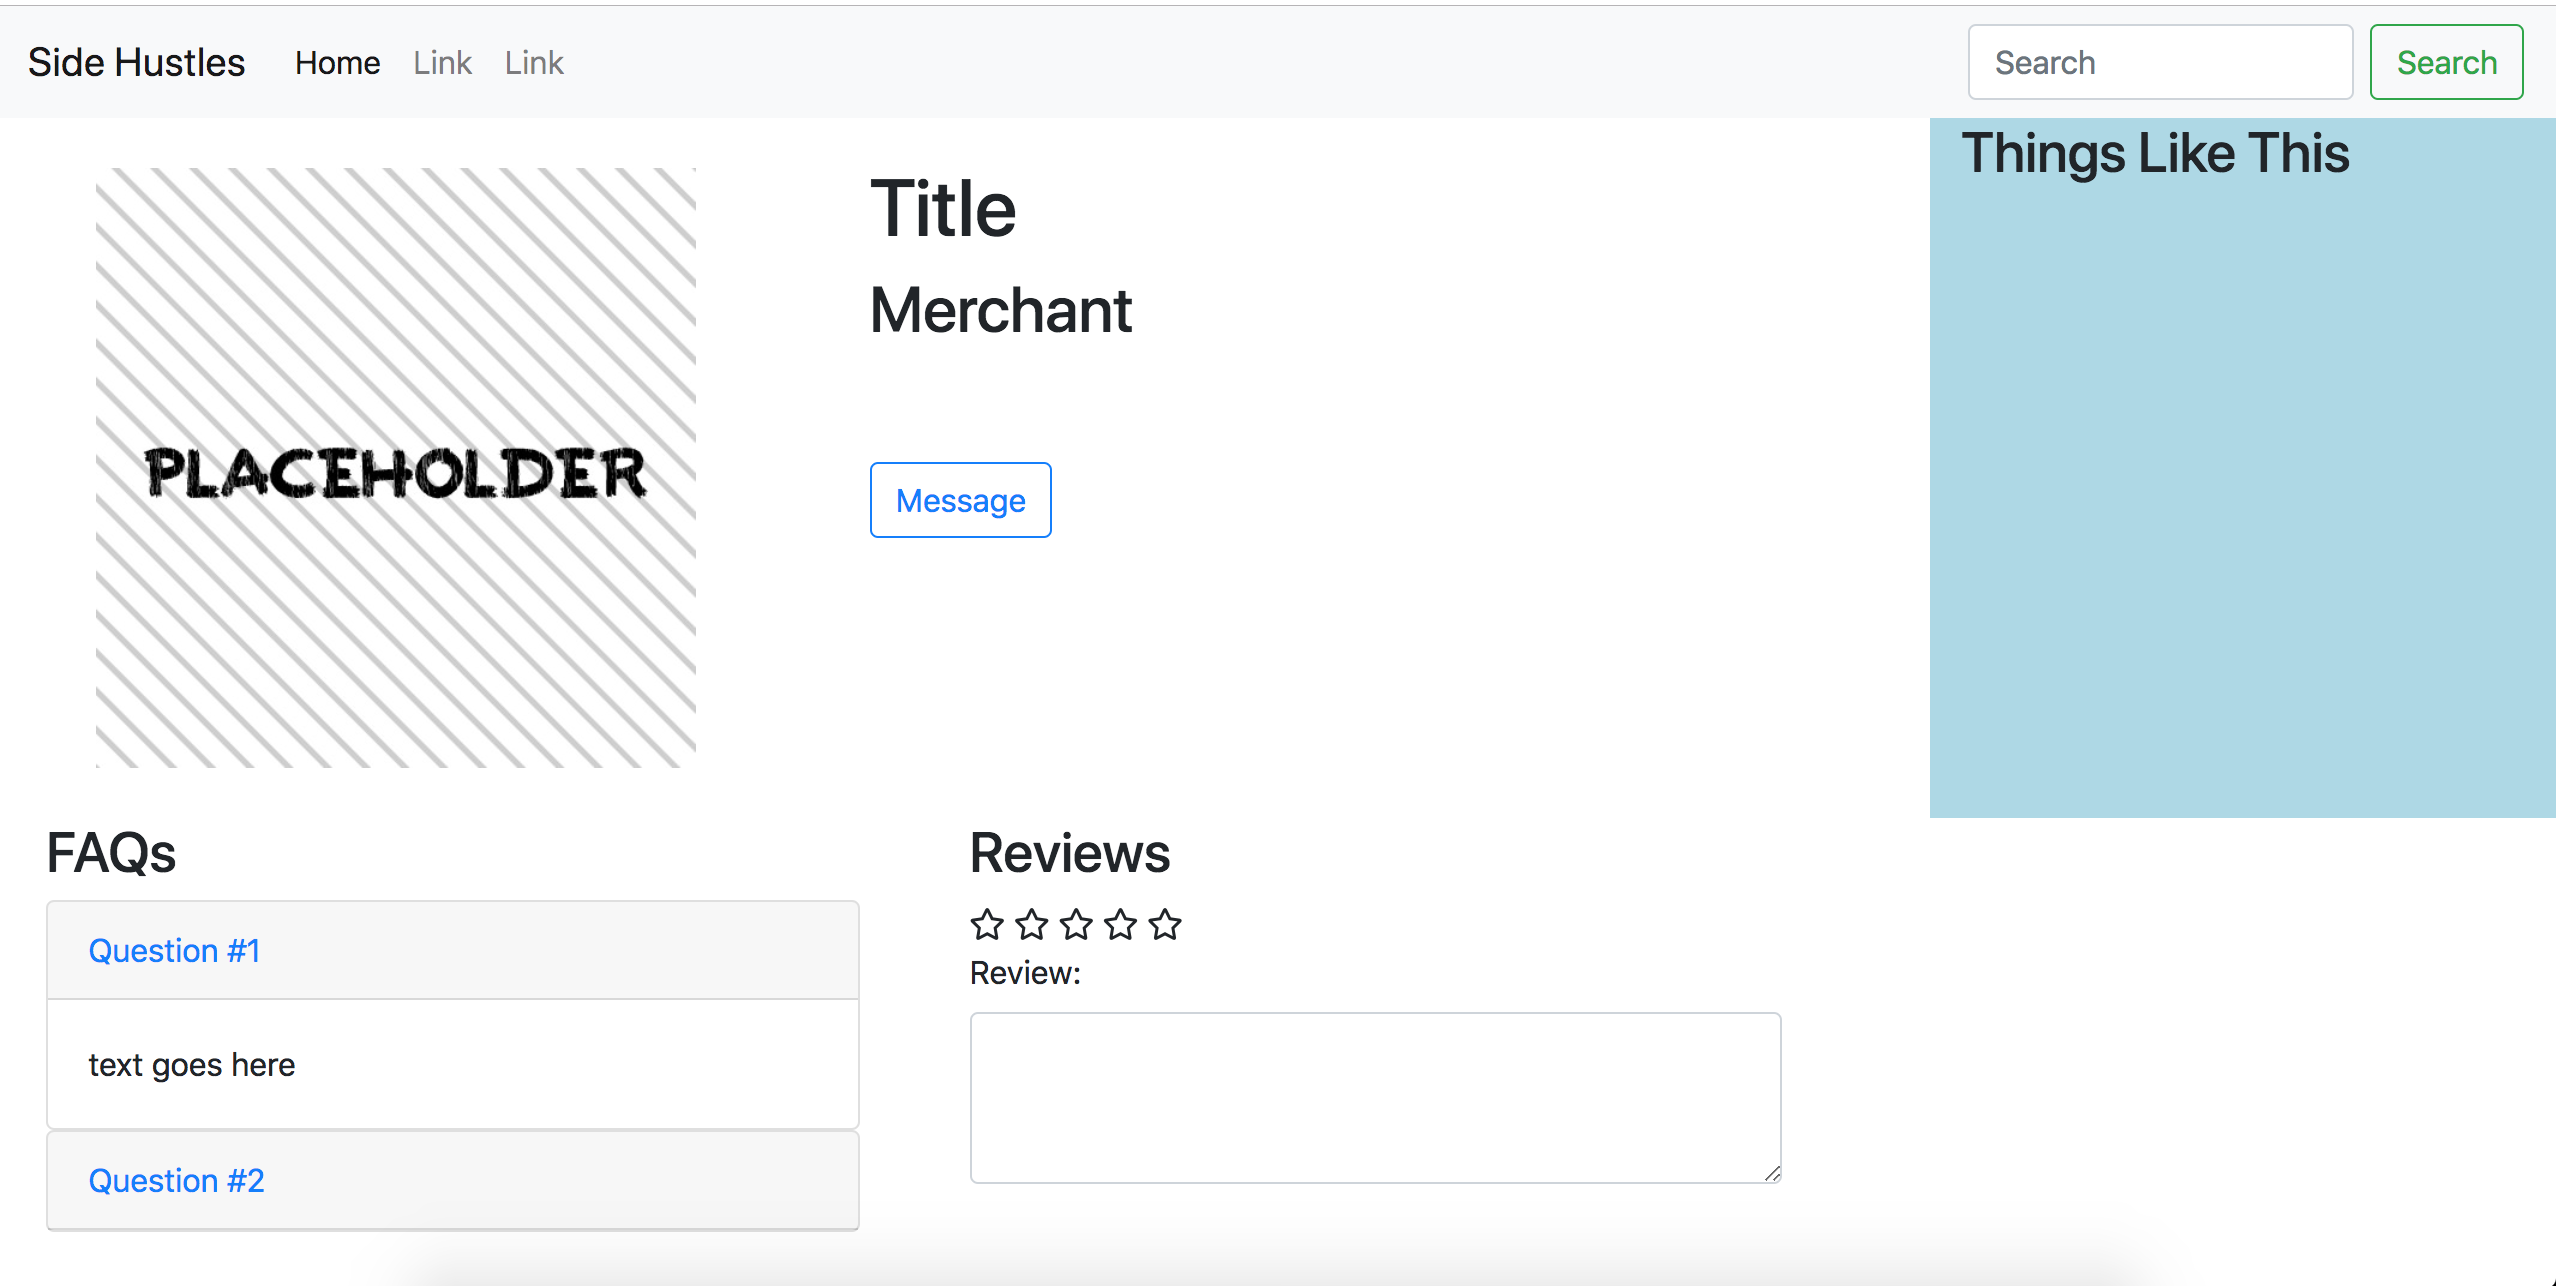 Side Hustles Home Link Link Search Search
Things Like This
Title
Merchant
PLACEHOLDER
Message
FAQs
Question #1
text goes here
Question #2
Reviews
Review: